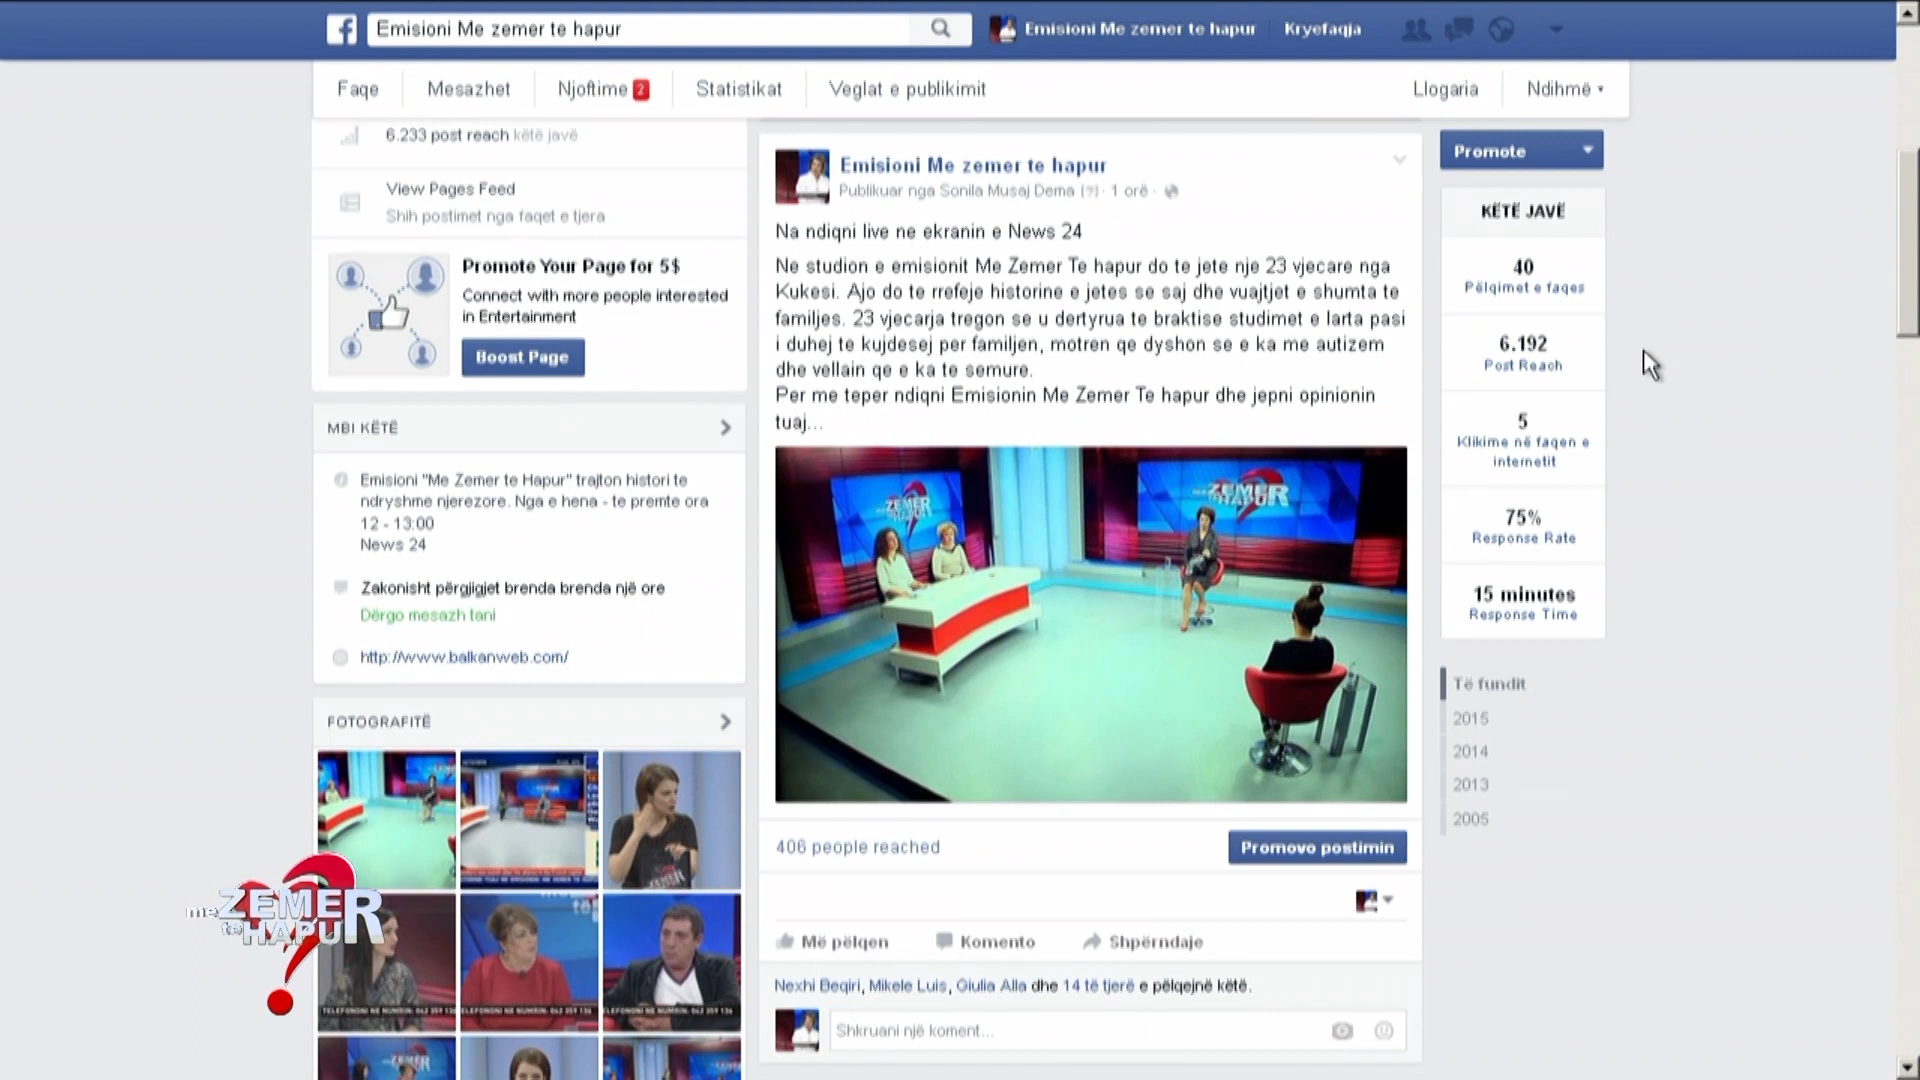 Emisioni Me zemer te hapur
Emisioni Me zemer te hapur
Kryefaqja
Faqe
Mesazhet
Njoftime 2
Statistikat
Veglat e publikimit
Llogaria
Ndihmë
6.233 post reach këtë javë
View Pages Feed
Shih postimet nga faqet e tjera
Promote Your Page for 5$
Connect with more people interested
in Entertainment
Boost Page
MBI KËTË
Emisioni "Me Zemer te Hapur" trajton histori te
ndryshme njerezore. Nga e hena - te premte ora
12 - 13:00
News 24
Zakonisht përgjigjet brenda brenda një ore
Dërgo mesazh tani
http://www.balkanweb.com/
FOTOGRAFITË
TELEFONONI NE NUMRIN: 042 359 136
me ZEMER
te HAPUR
Emisioni Me zemer te hapur
Publikuar nga Sonila Musaj Dema [?] · 1 orë ·
Na ndiqni live ne ekranin e News 24
Ne studion e emisionit Me Zemer Te hapur do te jete nje 23 vjecare nga
Kukesi. Ajo do te rrefeje historine e jetes se saj dhe vuajtjet e shumta te
familjes. 23 vjecarja tregon se u dertyrua te braktise studimet e larta pasi
i duhej te kujdesej per familjen, motren qe dyshon se e ka me autizem
dhe vellain qe e ka te semure.
Per me teper ndiqni Emisionin Me Zemer Te hapur dhe jepni opinionin
tuaj...
ZEMER
HAPUR
ZEMER
HAPUR
406 people reached
Promovo postimin
Më pëlqen
Komento
Shpërndaje
Nexhi Beqiri, Mikele Luis, Giulia Alla dhe 14 të tjerë e pëlqejnë këtë.
Shkruani një koment...
Promote
KËTË JAVË
40
Pëlqimet e faqes
6.192
Post Reach
5
Klikime në faqen e
internetit
75%
Response Rate
15 minutes
Response Time
Të fundit
2015
2014
2013
2005